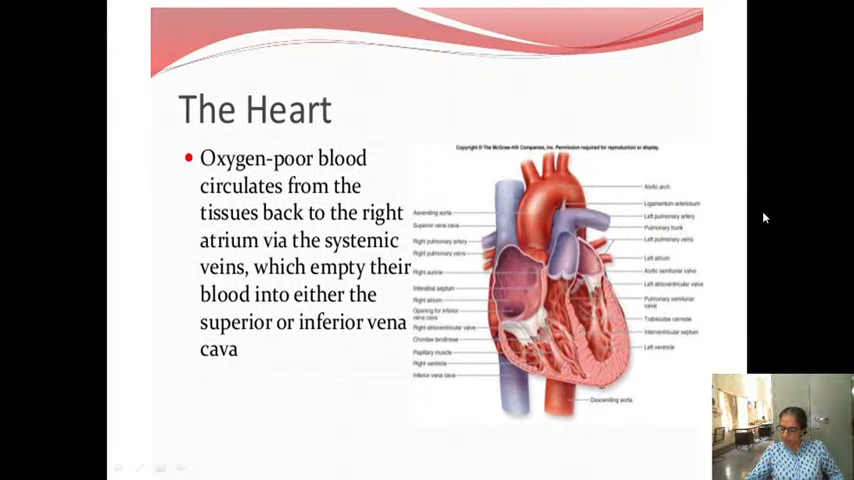 The Heart
Oxygen-poor blood
circulates from the
tissues back to the right
atrium via the systemic
veins, which empty their
blood into either the
superior or inferior vena
cava
Copyright © The McGraw-Hill Companies, Inc. Permission required for reproduction or display.
Ascending aorta
Superior vena cava
Right pulmonary artery
Right pulmonary veins
Right auricle
Interatrial septum
Right atrium
Opening for inferior
vena cava
Right atrioventricular valve
Chordae tendineae
Papillary muscle
Right ventricle
Inferior vena cava
Aortic arch
Ligamentum arteriosum
Left pulmonary artery
Pulmonary trunk
Left pulmonary veins
Left atrium
Aortic semilunar valve
Left atrioventricular valve
Pulmonary semilunar
valve
Trabeculae carneae
Interventricular septum
Left ventricle
Descending aorta